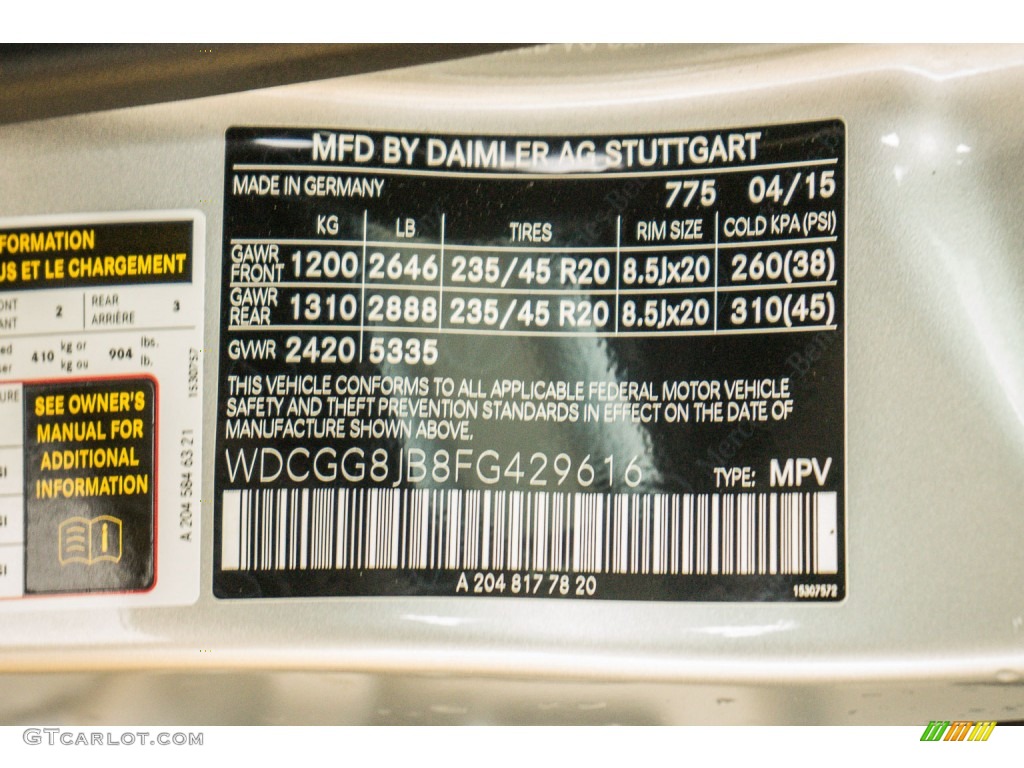 MFD BY DAIMLER AG STUTTGART
MADE IN GERMANY 775 04/15
KG LB TIRES RIM SIZE COLD KPA (PSI)
GAWR FRONT 1200 2646 235/45 R20 8.5Jx20 260(38)
GAWR REAR 1310 2888 235/45 R20 8.5Jx20 310(45)
GVWR 2420 5335
THIS VEHICLE CONFORMS TO ALL APPLICABLE FEDERAL MOTOR VEHICLE
SAFETY AND THEFT PREVENTION STANDARDS IN EFFECT ON THE DATE OF
MANUFACTURE SHOWN ABOVE.
WDCGG8JB8FG429616 TYPE: MPV
A 204 817 78 20
15307572
FORMATION
US ET LE CHARGEMENT
2 REAR 3
ARRIÈRE
410 kg or 904 lbs.
kg ou lb.
SEE OWNER'S
MANUAL FOR
ADDITIONAL
INFORMATION
A 204 584 63 21
1530757
GTCARLOT.COM